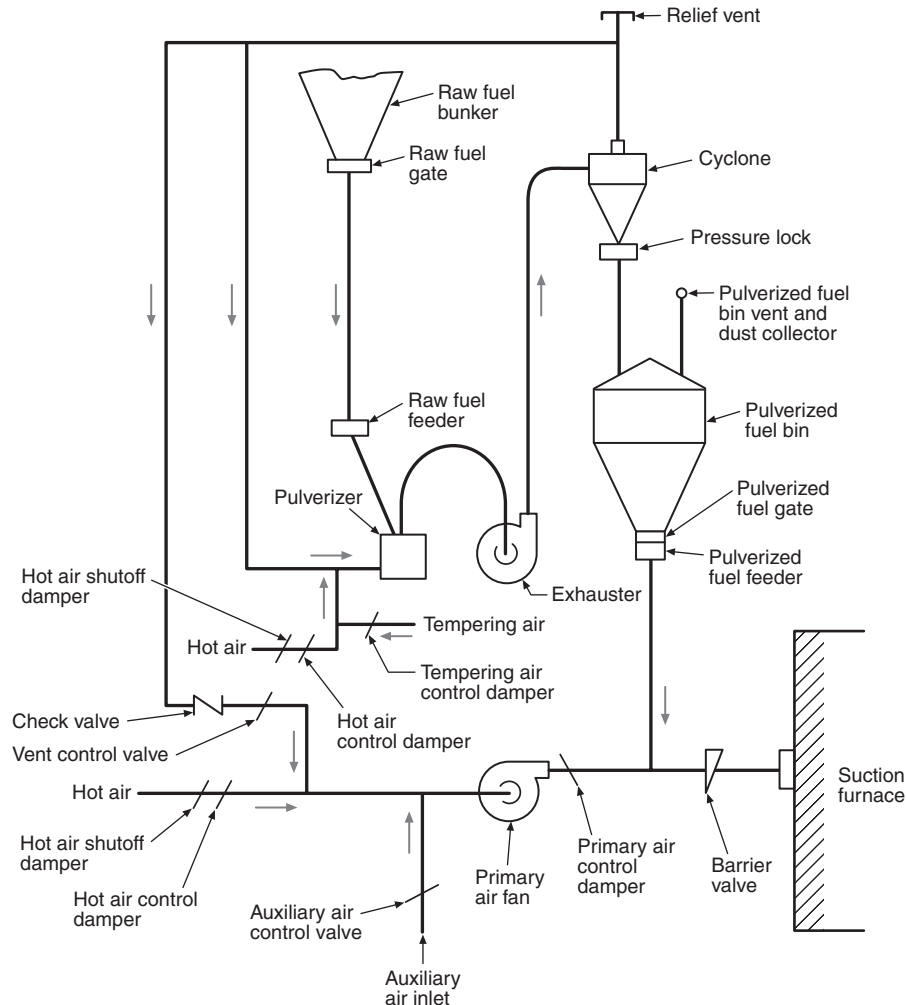 Relief vent
Raw fuel
bunker
Raw fuel
gate
Cyclone
Pressure lock
Pulverized fuel
bin vent and
dust collector
Raw fuel
feeder
Pulverized
fuel bin
Pulverizer
Pulverized
fuel gate
Pulverized
fuel feeder
Hot air shutoff
damper
Exhauster
Tempering air
Hot air
Tempering air
control damper
Check valve
Hot air
control damper
Vent control valve
Hot air
Suction
furnace
Hot air shutoff
damper
Primary air
control
damper
Barrier
valve
Primary
air fan
Hot air control
damper
Auxiliary air
control valve
Auxiliary
air inlet